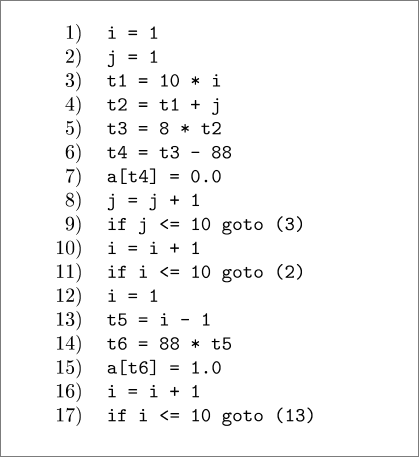 1) i = 1
2) j = 1
3) t1 = 10 * i
4) t2 = t1 + j
5) t3 = 8 * t2
6) t4 = t3 - 88
7) a[t4] = 0.0
8) j = j + 1
9) if j <= 10 goto (3)
10) i = i + 1
11) if i <= 10 goto (2)
12) i = 1
13) t5 = i - 1
14) t6 = 88 * t5
15) a[t6] = 1.0
16) i = i + 1
17) if i <= 10 goto (13)